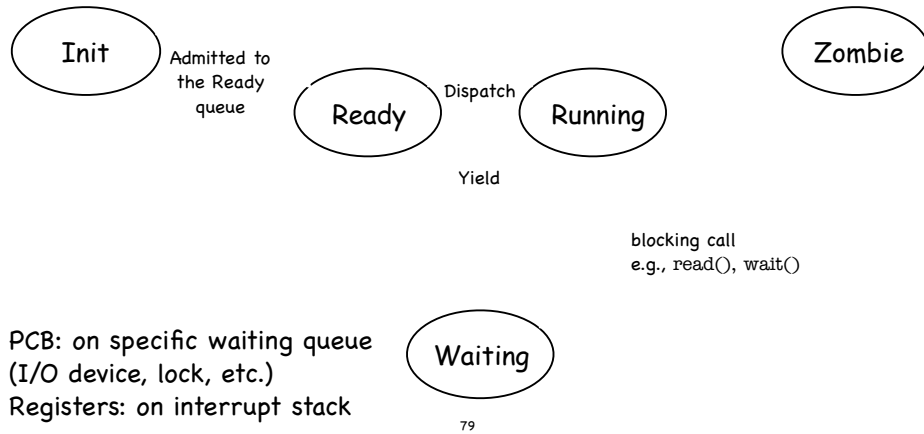 Init
Admitted to
the Ready
queue
Ready
Dispatch
Running
Zombie
Yield
blocking call
e.g., read(), wait()
PCB: on specific waiting queue
(I/O device, lock, etc.)
Registers: on interrupt stack
Waiting
79